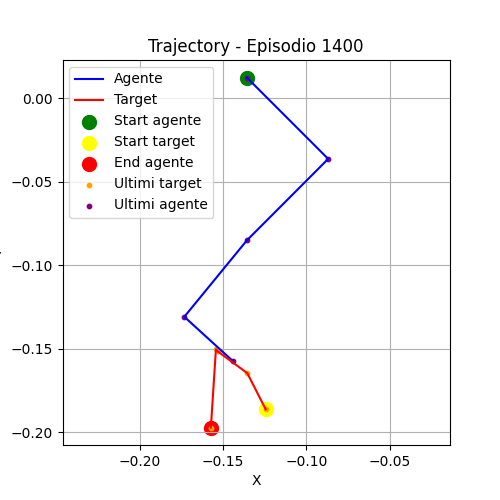 Trajectory - Episodio 1400
Agente
Target
Start agente
Start target
End agente
Ultimi target
Ultimi agente
0.00
−0.05
−0.10
−0.15
−0.20
−0.20
−0.15
−0.10
−0.05
X